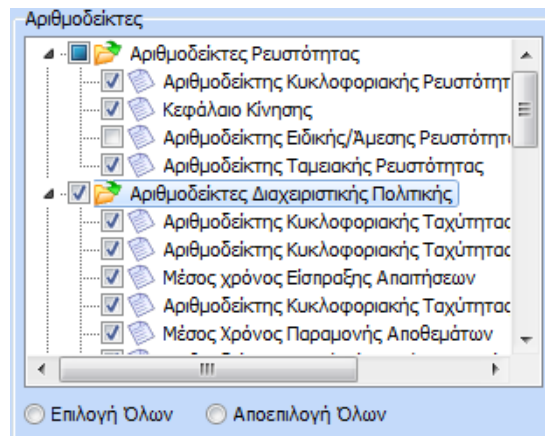 Αριθμοδείκτες
Αριθμοδείκτες Ρευστότητας
Αριθμοδείκτης Κυκλοφοριακής Ρευστότητ
Κεφάλαιο Κίνησης
Αριθμοδείκτης Ειδικής/Άμεσης Ρευστότητ
Αριθμοδείκτης Ταμειακής Ρευστότητας
Αριθμοδείκτες Διαχειριστικής Πολιτικής
Αριθμοδείκτης Κυκλοφοριακής Ταχύτητας
Αριθμοδείκτης Κυκλοφοριακής Ταχύτητας
Μέσος χρόνος Είσπραξης Απαιτήσεων
Αριθμοδείκτης Κυκλοφοριακής Ταχύτητας
Μέσος Χρόνος Παραμονής Αποθεμάτων
Επιλογή Όλων Αποεπιλογή Όλων